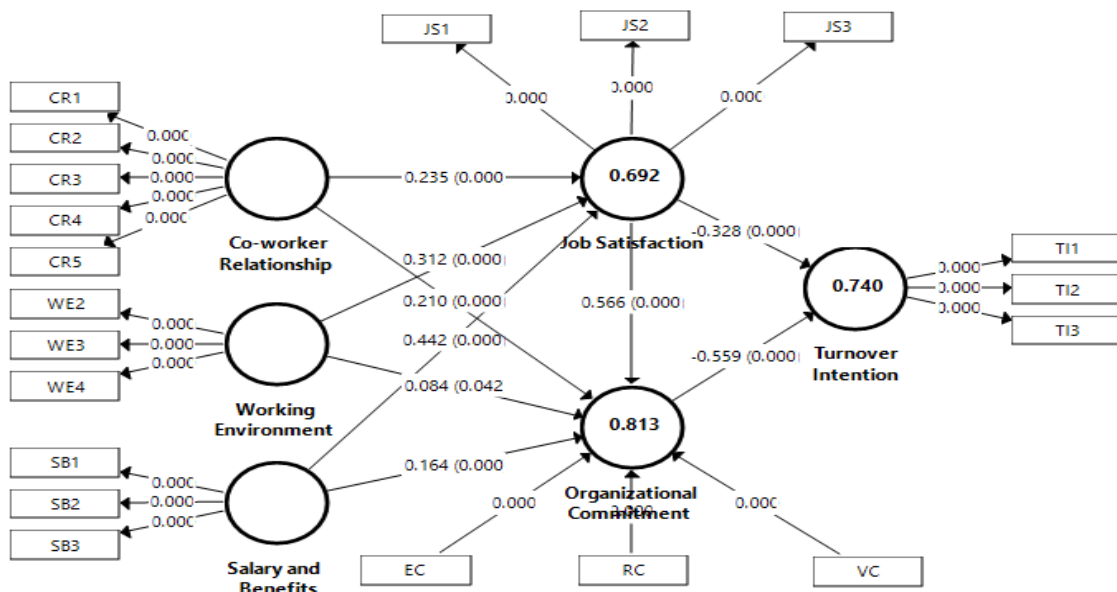 JS1
JS2
JS3
0.000
0.000
0.000
CR1
CR2
CR3
CR4
CR5
0.000
0.000
0.000
0.000
0.000
Co-worker
Relationship
0.235 (0.000
0.692
Job Satisfaction
0.312 (0.000)
0.210 (0.000)
0.442 (0.000)
0.566 (0.000)
-0.328 (0.000)
-0.559 (0.000)
0.740
Turnover
Intention
0.000
0.000
0.000
TI1
TI2
TI3
WE2
WE3
WE4
0.000
0.000
0.000
Working
Environment
0.084 (0.042
0.813
Organizational
Commitment
0.164 (0.000
SB1
SB2
SB3
0.000
0.000
0.000
Salary and
Benefits
0.000
0.000
0.000
EC
RC
VC